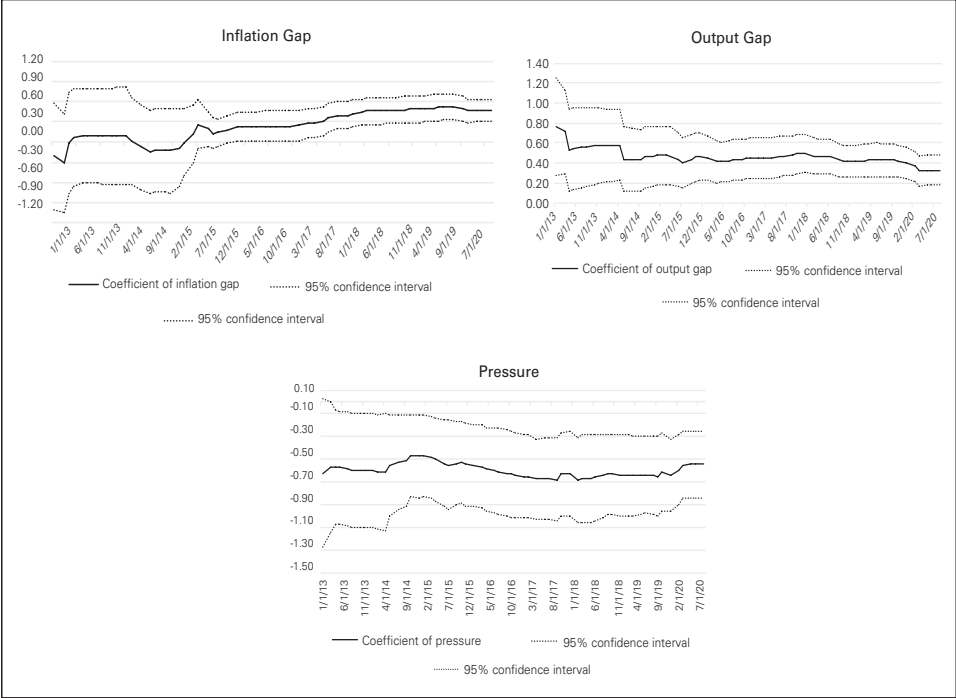 Inflation Gap
1.20
0.90
0.60
0.30
0.00
-0.30
-0.60
-0.90
-1.20
1/1/13 6/1/13 11/1/13 4/1/14 9/1/14 2/1/15 7/1/15 12/1/15 5/1/16 10/1/16 3/1/17 8/1/17 1/1/18 6/1/18 11/1/18 4/1/19 9/1/19 7/1/20
Coefficient of inflation gap 95% confidence interval
95% confidence interval
Output Gap
1.40
1.20
1.00
0.80
0.60
0.40
0.20
0.00
1/1/13 6/1/13 11/1/13 4/1/14 9/1/14 4/1/15 2/1/15 7/1/15 12/1/15 5/1/16 10/1/16 3/1/17 8/1/17 1/1/18 6/1/18 11/1/18 4/1/19 9/1/19 2/1/20 7/1/20
Coefficient of output gap 95% confidence interval
95% confidence interval
Pressure
0.10
-0.10
-0.30
-0.50
-0.70
-0.90
-1.10
-1.30
-1.50
1/1/13 6/1/13 11/1/13 4/1/14 9/1/14 2/1/15 7/1/15 12/1/15 5/1/16 10/1/16 3/1/17 8/1/17 1/1/18 6/1/18 11/1/18 4/1/19 9/1/19 2/1/20 7/1/20
Coefficient of pressure 95% confidence interval
95% confidence interval